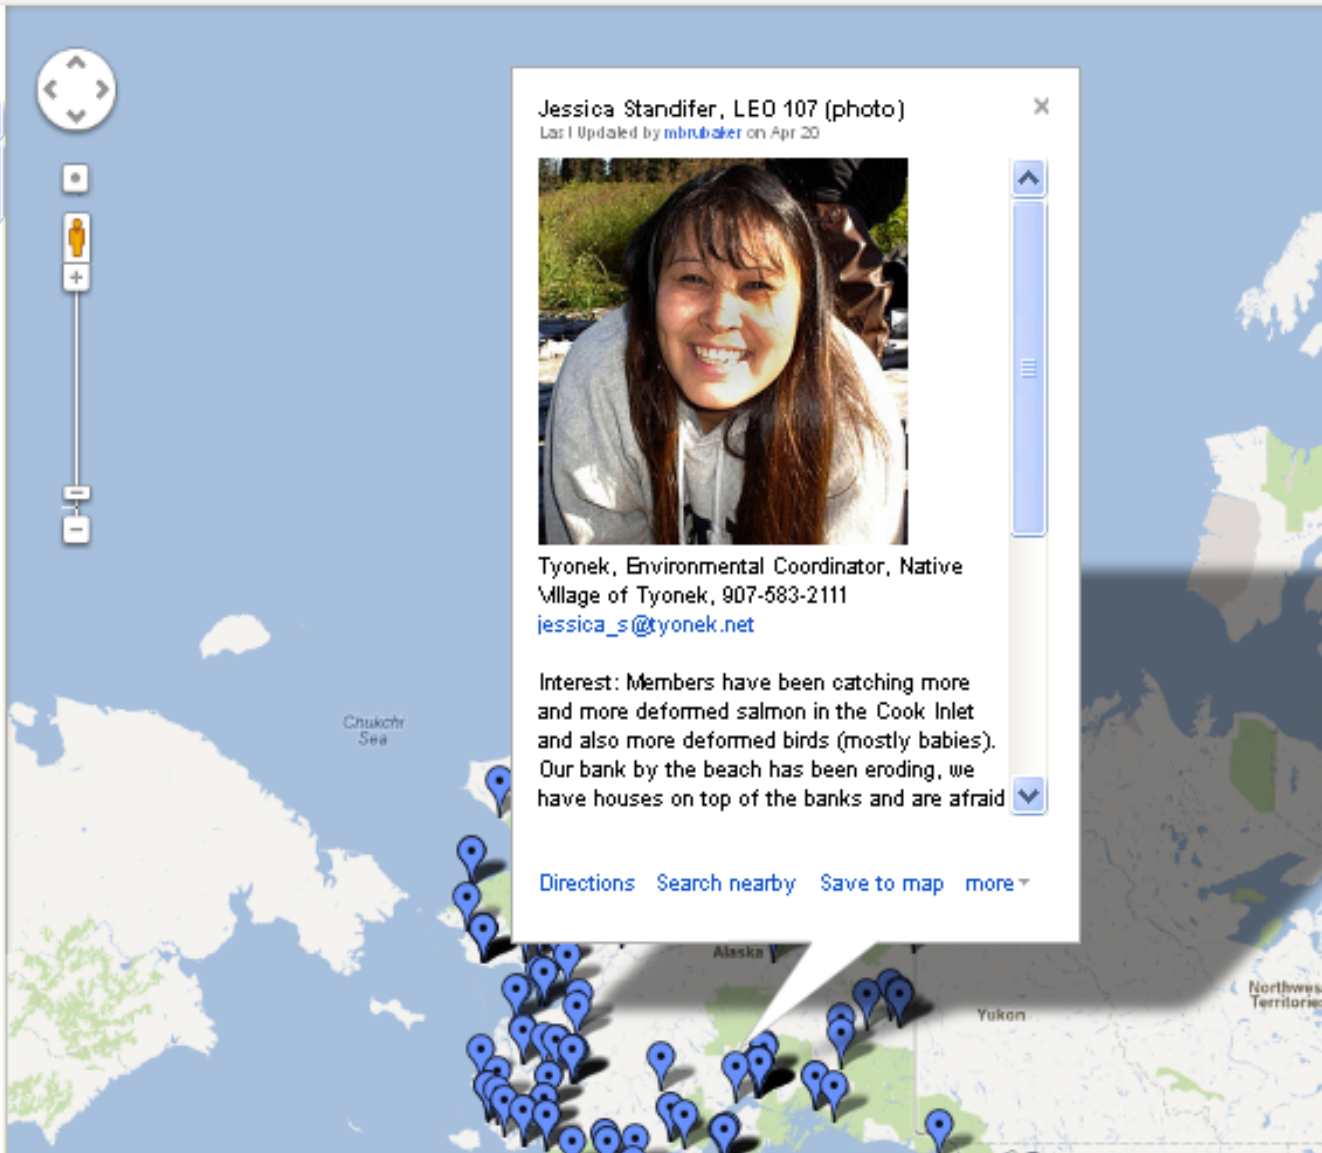 Jessica Standifer, LEO 107 (photo)
Last Updated by mbrubaker on Apr 20
Tyonek, Environmental Coordinator, Native
Village of Tyonek, 907-583-2111
jessica_s@tyonek.net
Interest: Members have been catching more
and more deformed salmon in the Cook Inlet
and also more deformed birds (mostly babies).
Our bank by the beach has been eroding, we
have houses on top of the banks and are afraid
Directions Search nearby Save to map more
Chukchi
Sea
Alaska
Yukon
Northwes
Territorie